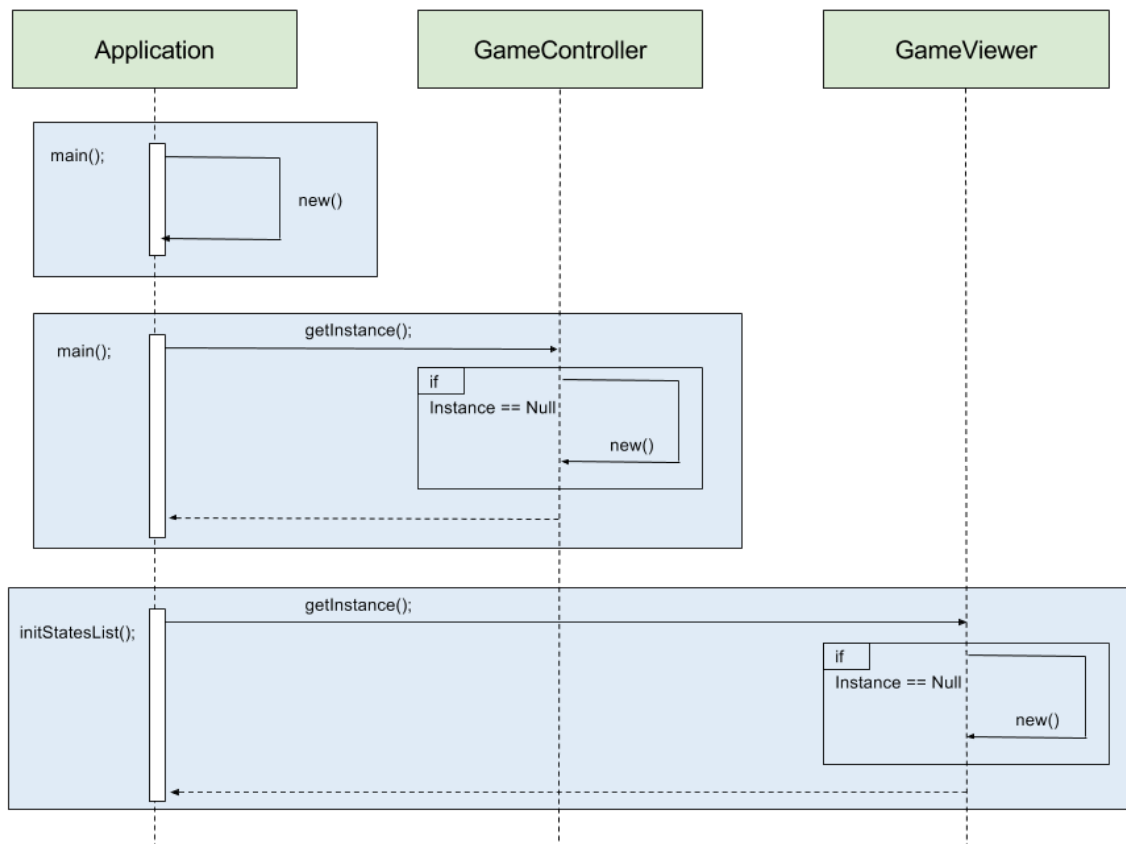 Application
GameController
GameViewer
main();
new()
getInstance();
main();
if
Instance == Null
new()
getInstance();
initStatesList();
if
Instance == Null
new()